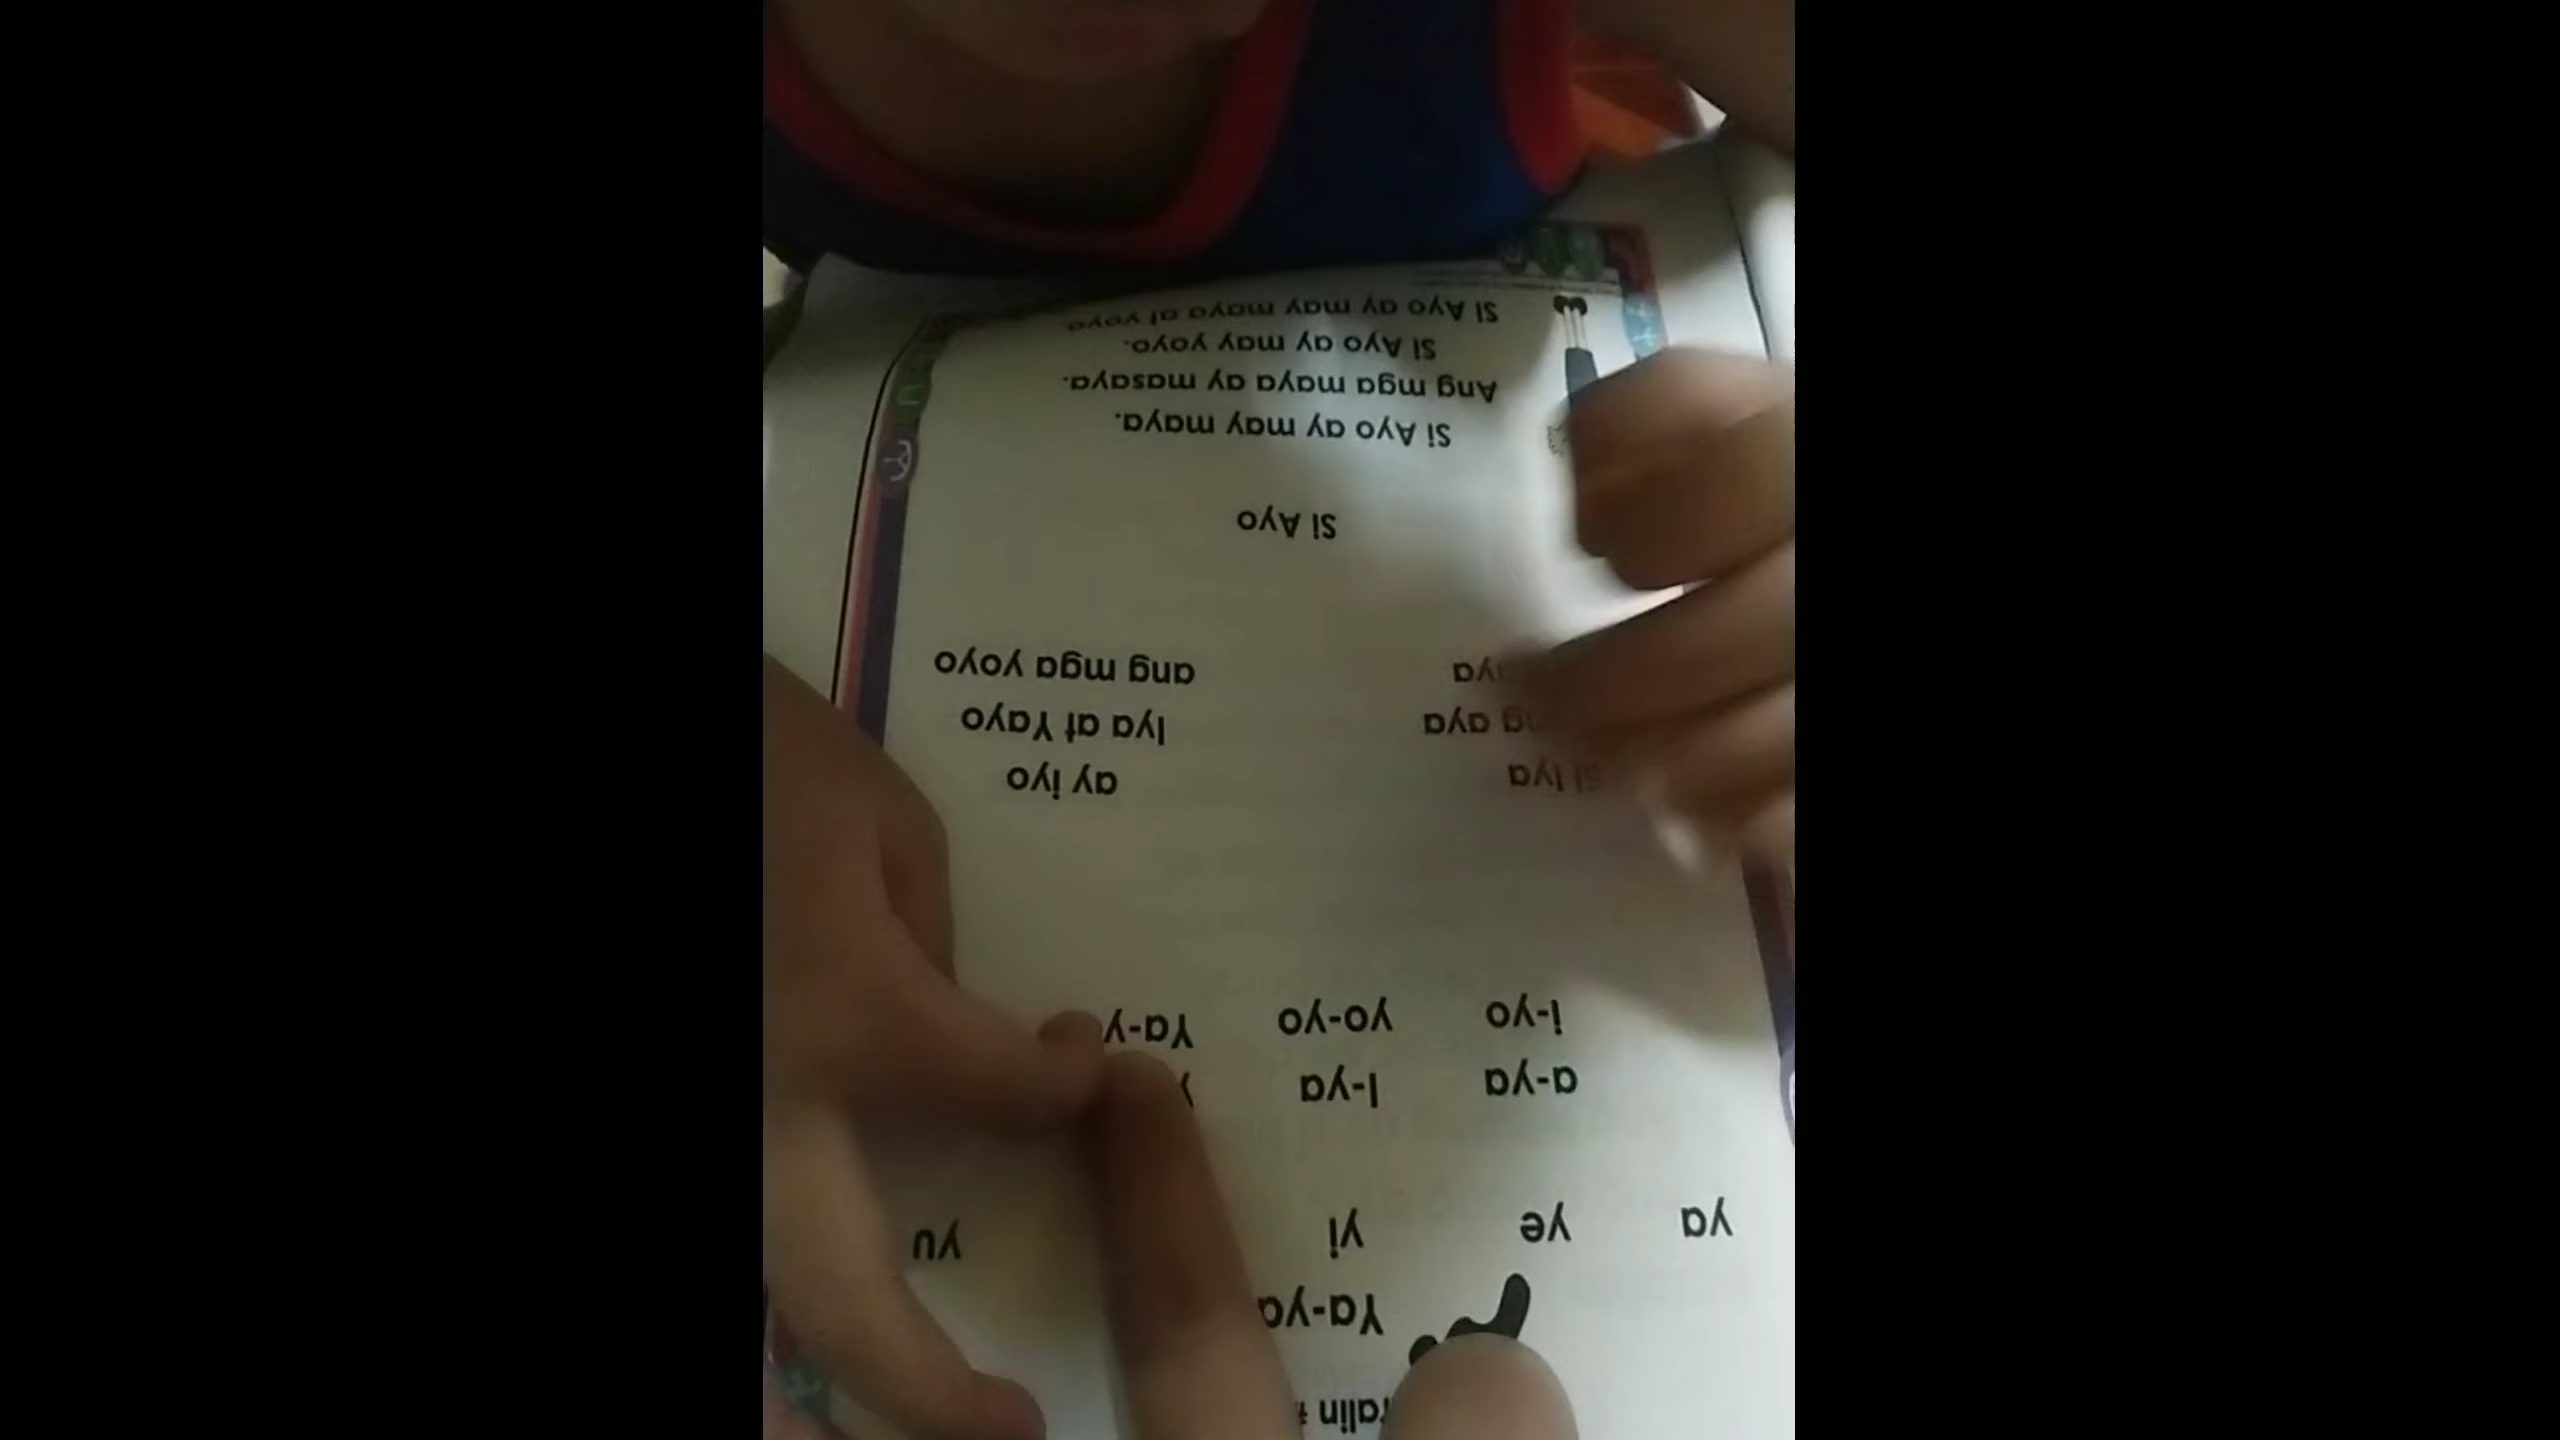 Ya-ya
ya ye yi yu
a-ya I-ya
i-yo yo-yo
Si Iya ay iyo
aya Iya at Yayo
ang mga yoyo
Si Ayo
Si Ayo ay may maya.
Ang mga maya ay masaya.
Si Ayo ay may yoyo.
Si Ayo ay may maya at yoyo